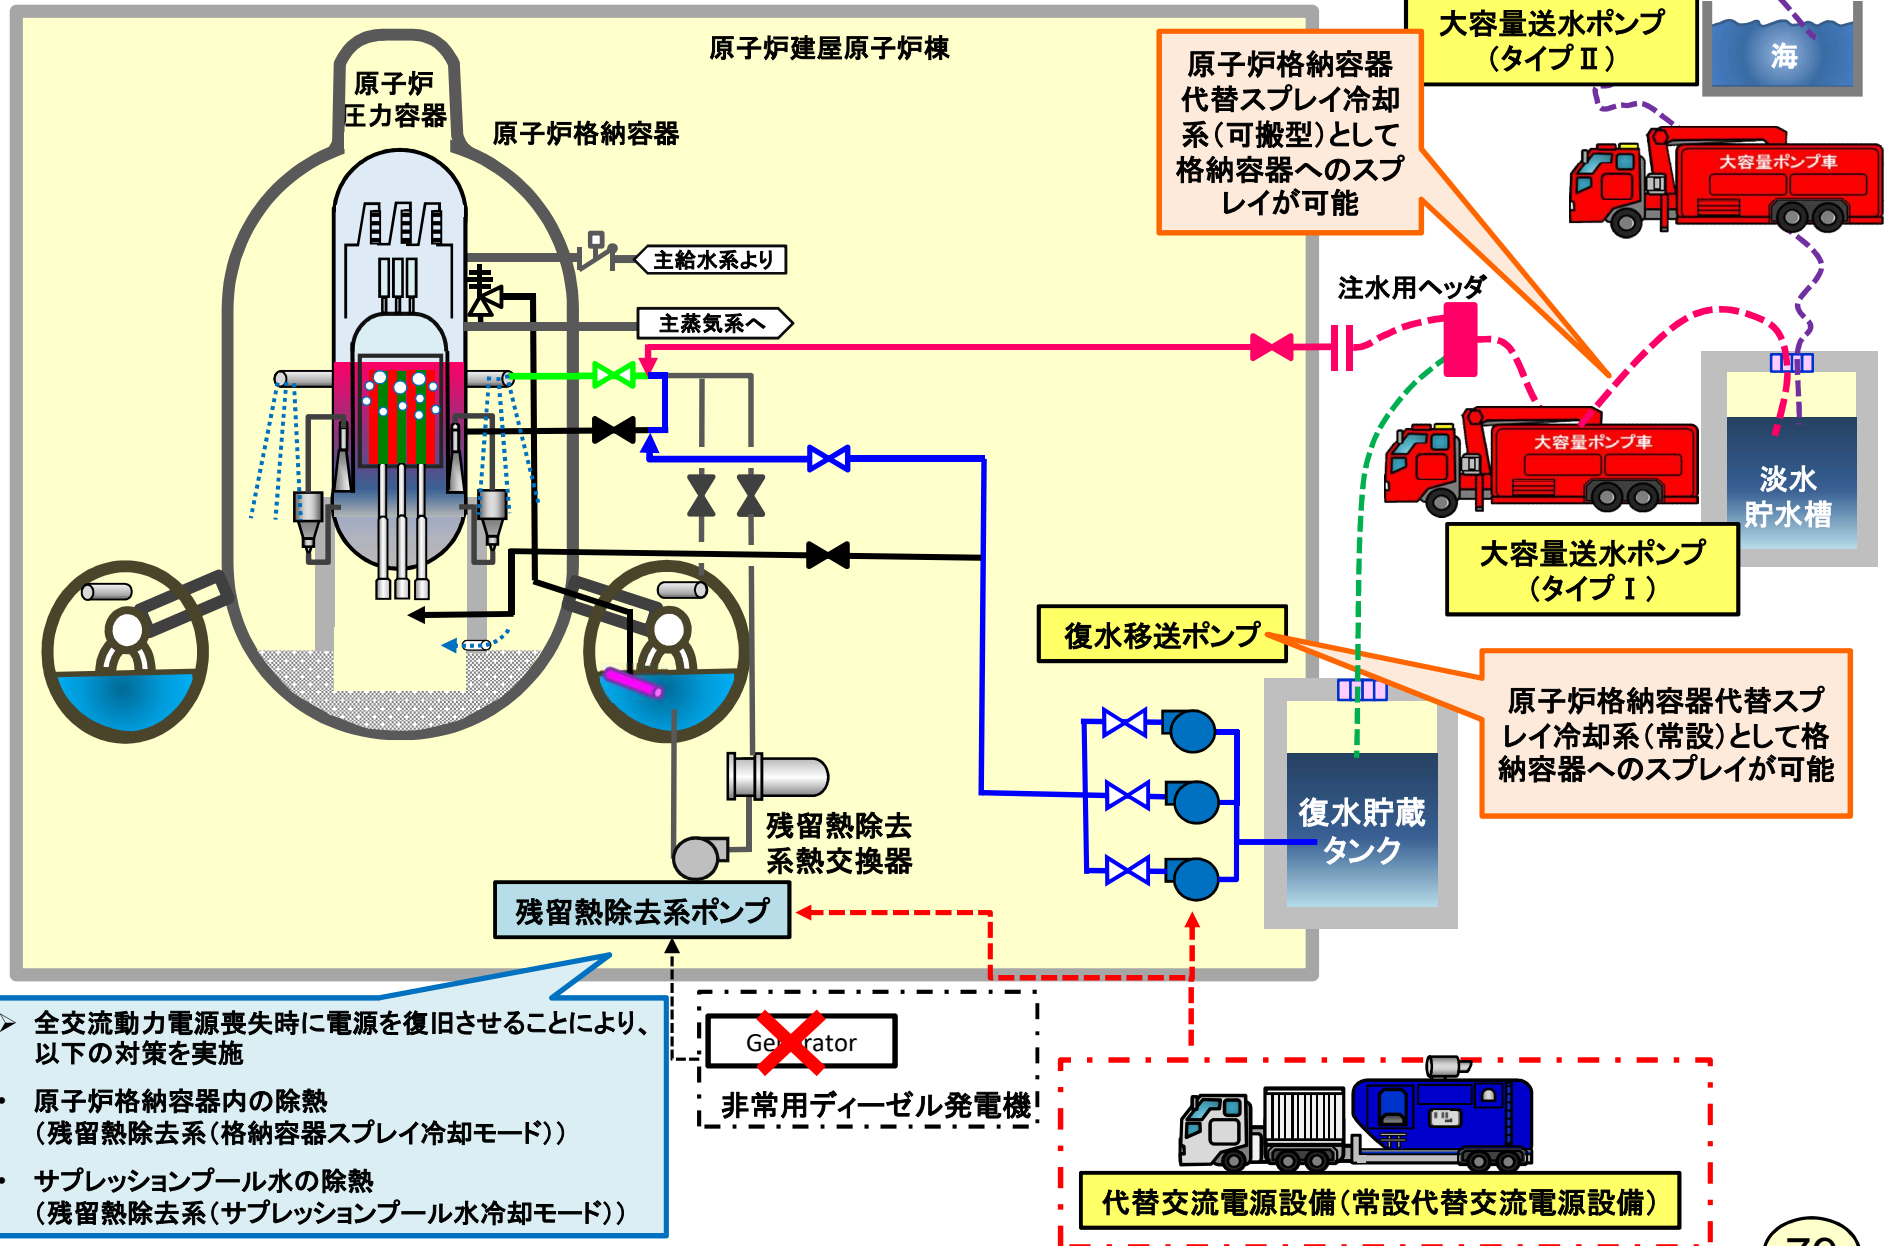 原子炉建屋原子炉棟
大容量送水ポンプ
（タイプⅡ）
海
原子炉
圧力容器
原子炉格納容器
原子炉格納容器
代替スプレイ冷却
系（可搬型）として
格納容器へのスプ
レイが可能
大容量ポンプ車
主給水系より
主蒸気系へ
注水用ヘッダ
大容量ポンプ車
淡水
貯水槽
大容量送水ポンプ
（タイプⅠ）
復水移送ポンプ
原子炉格納容器代替スプ
レイ冷却系（常設）として格
納容器へのスプレイが可能
復水貯蔵
タンク
残留熱除去
系熱交換器
残留熱除去系ポンプ
➢ 全交流動力電源喪失時に電源を復旧させることにより、
以下の対策を実施
・ 原子炉格納容器内の除熱
（残留熱除去系（格納容器スプレイ冷却モード））
・ サプレッションプール水の除熱
（残留熱除去系（サプレッションプール水冷却モード））
Generator
非常用ディーゼル発電機
代替交流電源設備（常設代替交流電源設備）